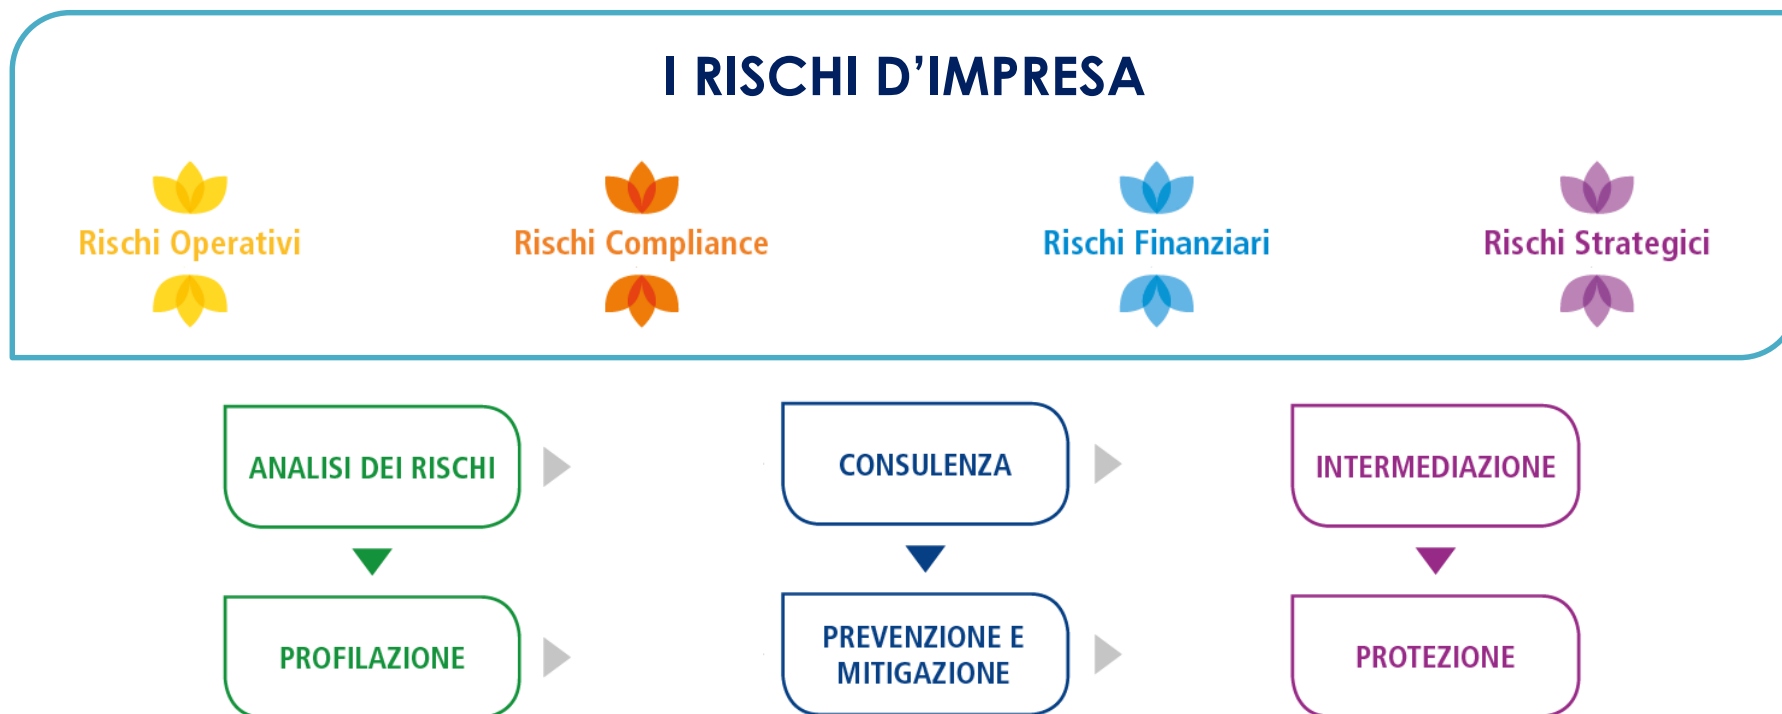 I RISCHI D’IMPRESA
Rischi Operativi
Rischi Compliance
Rischi Finanziari
Rischi Strategici
ANALISI DEI RISCHI
CONSULENZA
INTERMEDIAZIONE
PROFILAZIONE
PREVENZIONE E
MITIGAZIONE
PROTEZIONE